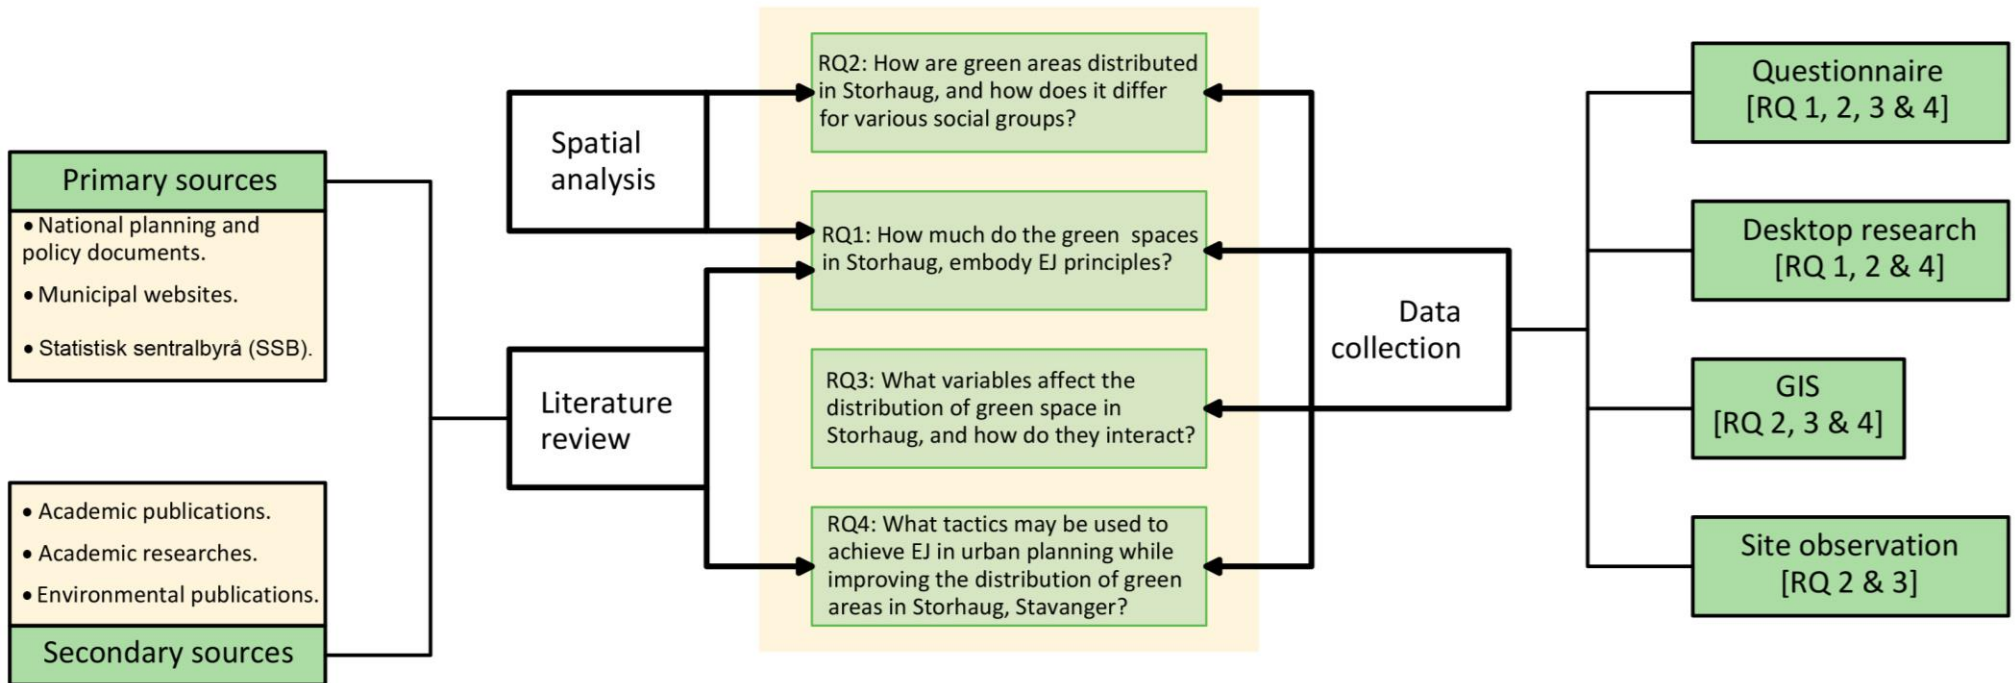 Primary sources
• National planning and
policy documents.
• Municipal websites.
• Statistisk sentralbyrå (SSB).
• Academic publications.
• Academic researches.
• Environmental publications.
Secondary sources
Spatial
analysis
Literature
review
RQ2: How are green areas distributed
in Storhaug, and how does it differ
for various social groups?
RQ1: How much do the green spaces
in Storhaug, embody EJ principles?
RQ3: What variables affect the
distribution of green space in
Storhaug, and how do they interact?
RQ4: What tactics may be used to
achieve EJ in urban planning while
improving the distribution of green
areas in Storhaug, Stavanger?
Data
collection
Questionnaire
[RQ 1, 2, 3 & 4]
Desktop research
[RQ 1, 2 & 4]
GIS
[RQ 2, 3 & 4]
Site observation
[RQ 2 & 3]